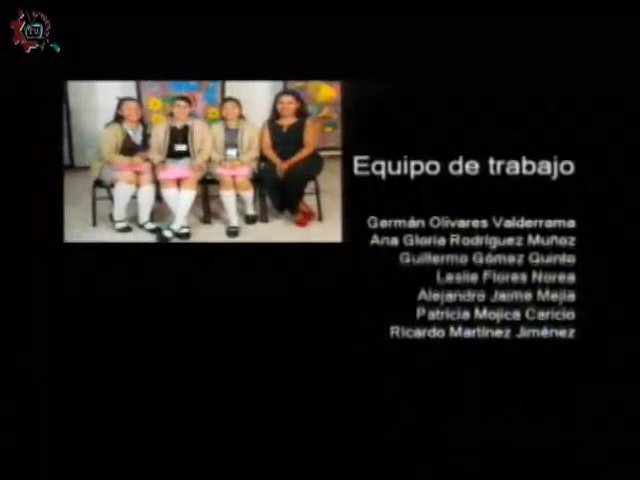 TU
Equipo de trabajo
Germán Olivares Valderrama
Ana Gloria Rodríguez Muñoz
Guillermo Gómez Quinto
Leslie Flores Norea
Alejandro Jaime Mejía
Patricia Mojica Caricio
Ricardo Martínez Jiménez